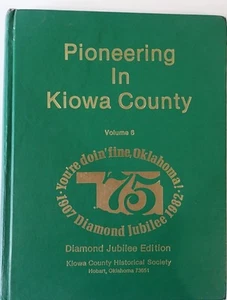 Pioneering
In
Kiowa County
Volume 6
·You're doin' fine, Oklahoma!·
75
1907 Diamond Jubilee 1982
Diamond Jubilee Edition
Kiowa County Historical Society
Hobart, Oklahoma 73651